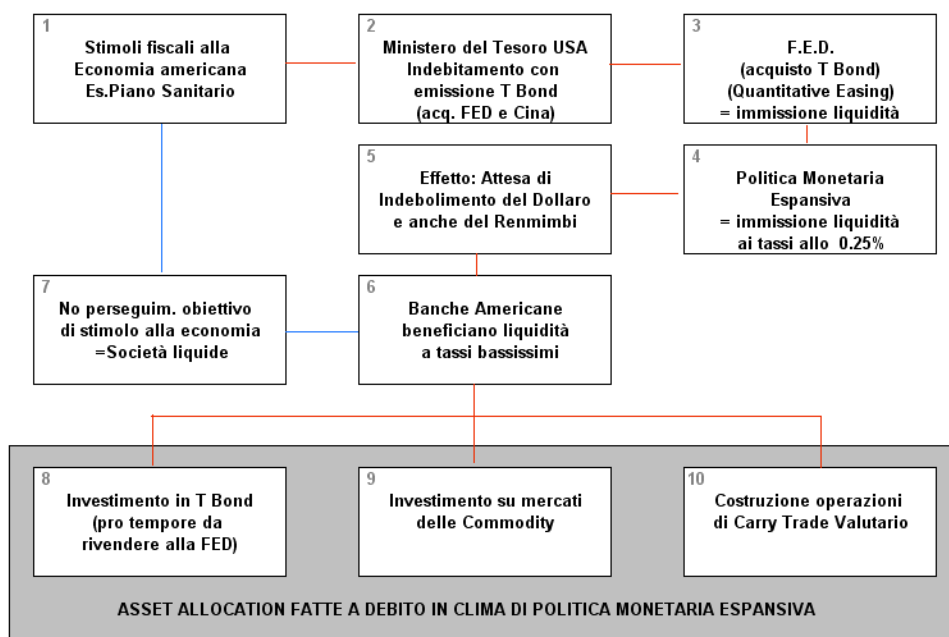 1
Stimoli fiscali alla
Economia americana
Es.Piano Sanitario
2
Ministero del Tesoro USA
Indebitamento con
emissione T Bond
(acq. FED e Cina)
3
F.E.D.
(acquisto T Bond)
(Quantitative Easing)
= immissione liquidità
5
Effetto: Attesa di
Indebolimento del Dollaro
e anche del Renmimbi
4
Politica Monetaria
Espansiva
= immissione liquidità
ai tassi allo 0.25%
7
No perseguim. obiettivo
di stimolo alla economia
=Società liquide
6
Banche Americane
beneficiano liquidità
a tassi bassissimi
8
Investimento in T Bond
(pro tempore da
rivendere alla FED)
9
Investimento su mercati
delle Commodity
10
Costruzione operazioni
di Carry Trade Valutario
ASSET ALLOCATION FATTE A DEBITO IN CLIMA DI POLITICA MONETARIA ESPANSIVA